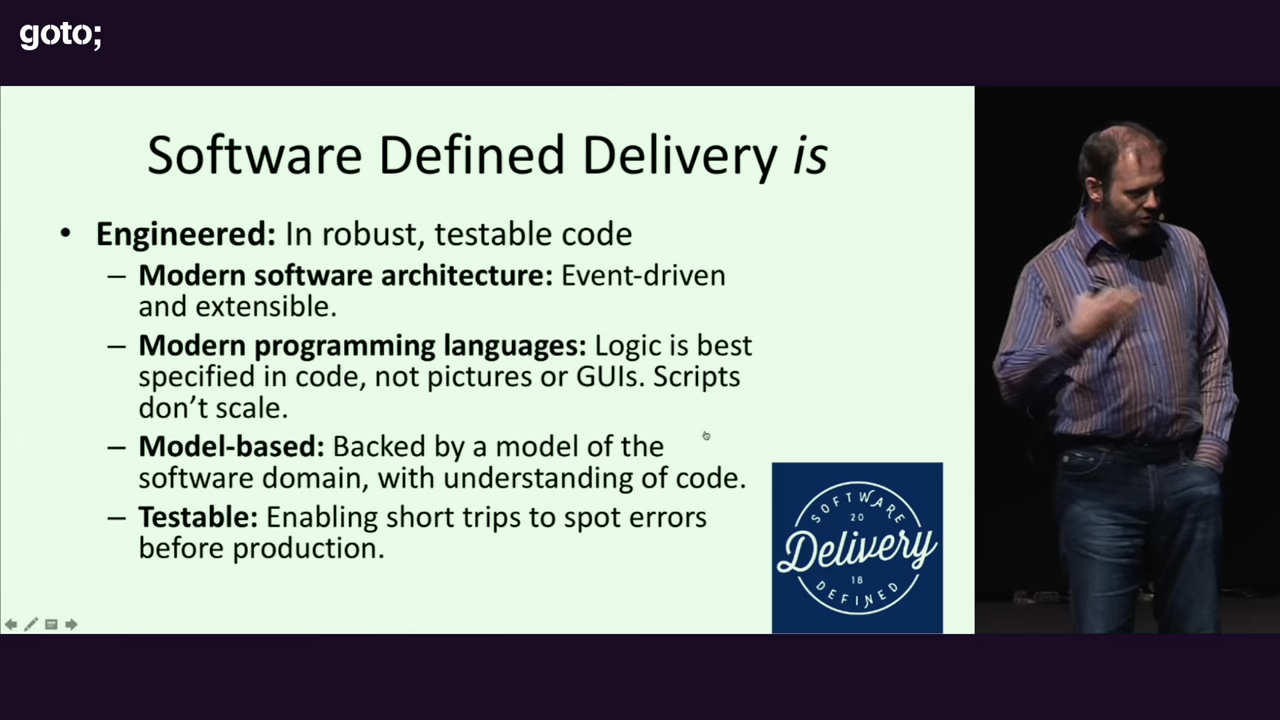 goto;
Software Defined Delivery is
• Engineered: In robust, testable code
– Modern software architecture: Event-driven
and extensible.
– Modern programming languages: Logic is best
specified in code, not pictures or GUIs. Scripts
don’t scale.
– Model-based: Backed by a model of the
software domain, with understanding of code.
– Testable: Enabling short trips to spot errors
before production.
SOFTWARE
20
Delivery
18
DEFINED